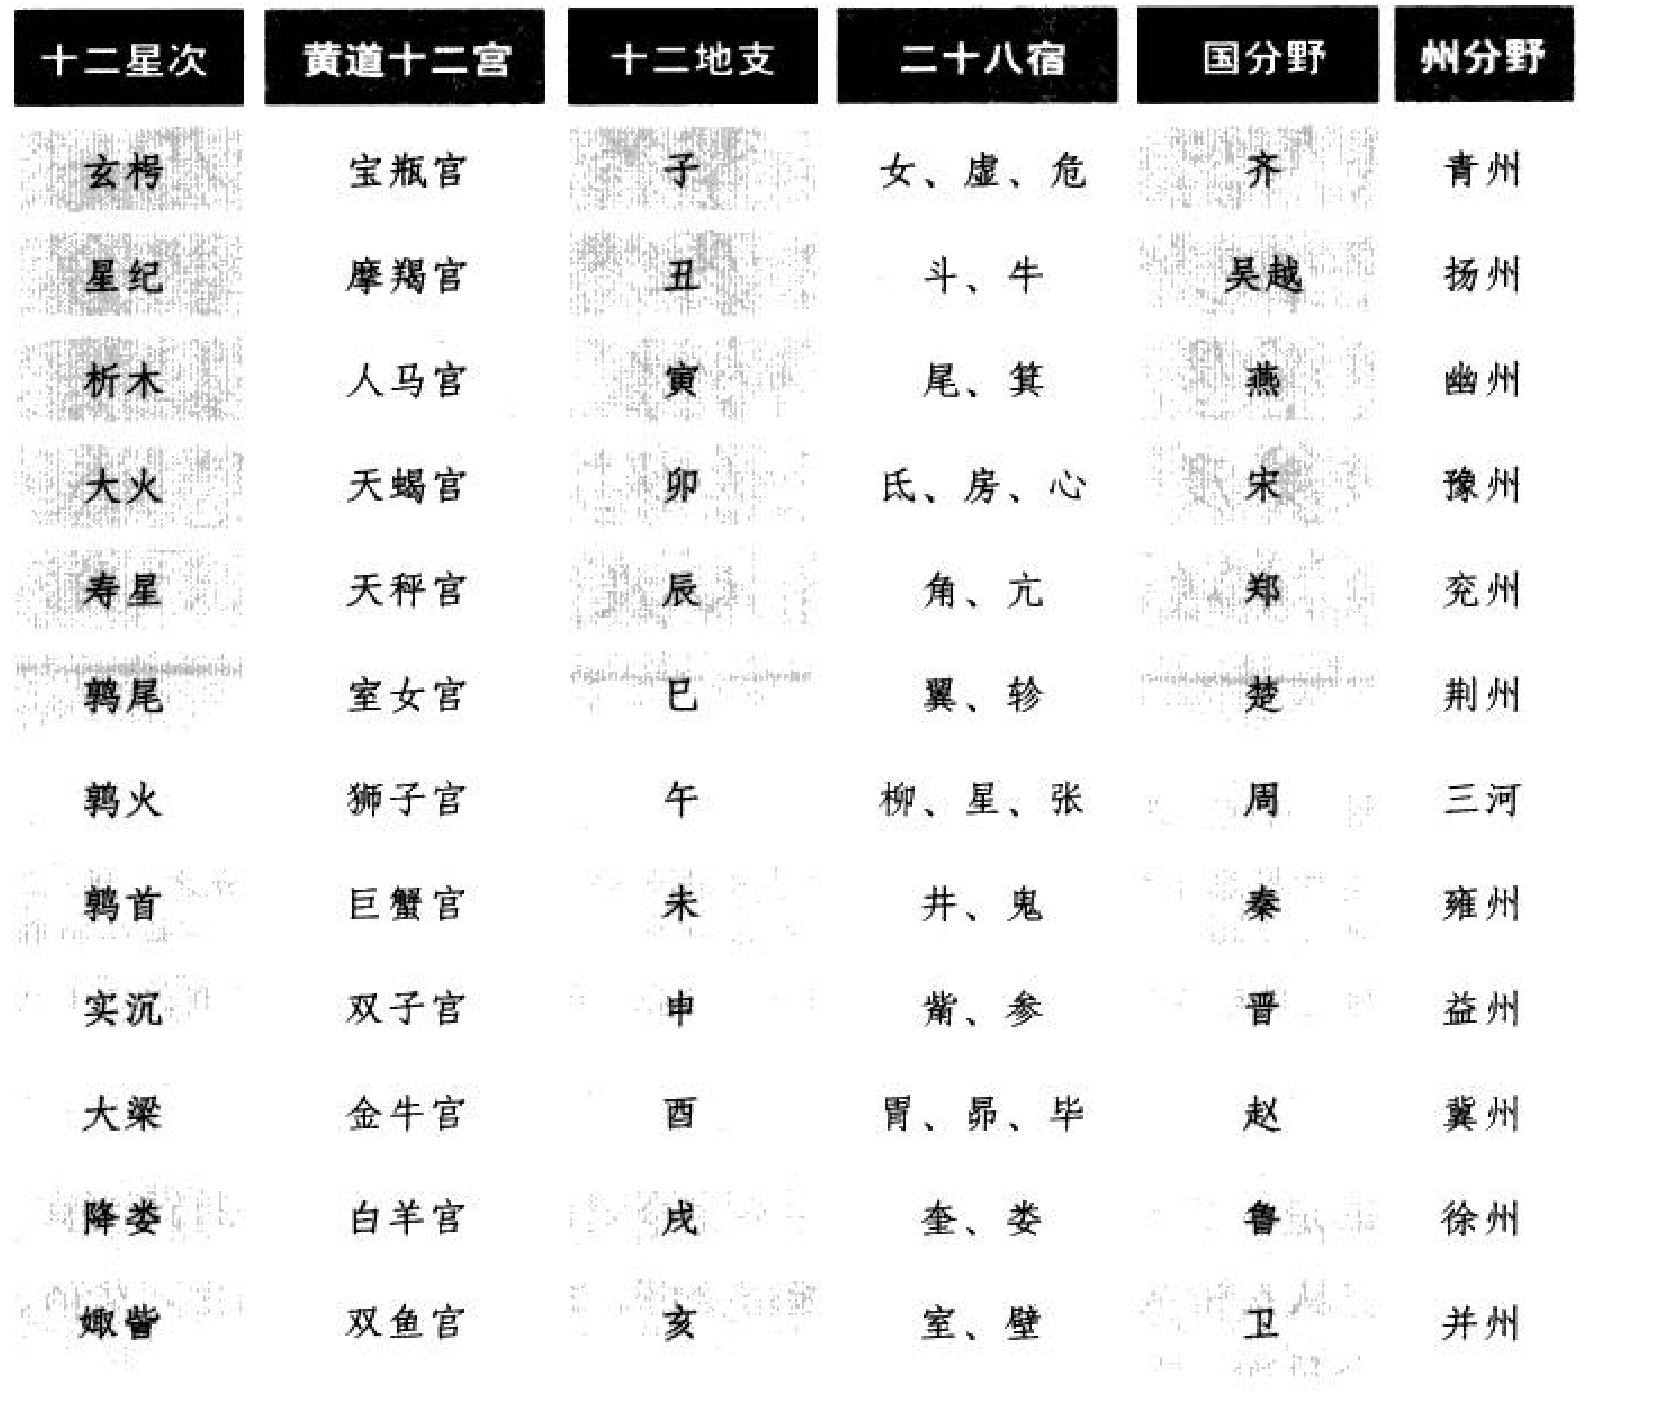 十二星次 黄道十二宫 十二地支 二十八宿 国分野 州分野
玄枵 宝瓶宫 子 女、虚、危 齐 青州
星纪 摩羯宫 丑 斗、牛 吴越 扬州
析木 人马宫 寅 尾、箕 燕 幽州
大火 天蝎宫 卯 氐、房、心 宋 豫州
寿星 天秤宫 辰 角、亢 郑 兖州
鹑尾 室女宫 巳 翼、轸 楚 荆州
鹑火 狮子宫 午 柳、星、张 周 三河
鹑首 巨蟹宫 未 井、鬼 秦 雍州
实沉 双子宫 申 觜、参 晋 益州
大梁 金牛宫 酉 胃、昴、毕 赵 冀州
降娄 白羊宫 戌 奎、娄 鲁 徐州
娵訾 双鱼宫 亥 室、壁 卫 并州